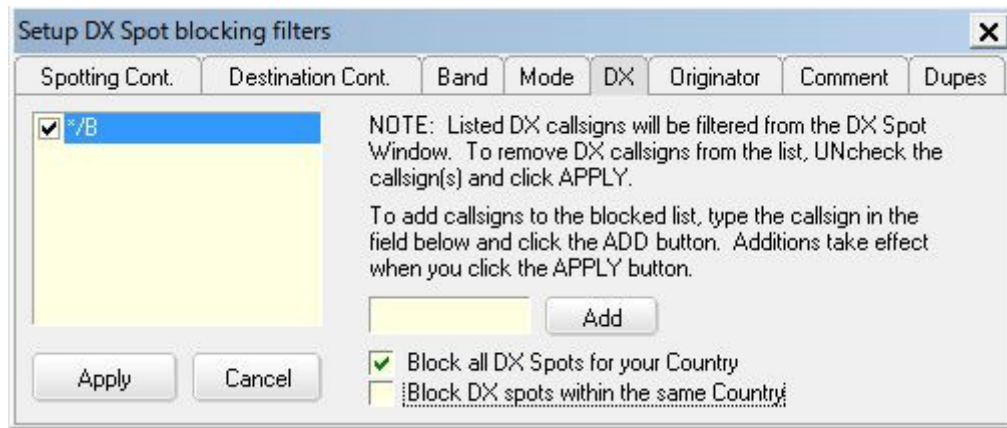 Setup DX Spot blocking filters
Spotting Cont. Destination Cont. Band Mode DX Originator Comment Dupes
*/B
NOTE: Listed DX callsigns will be filtered from the DX Spot
Window. To remove DX callsigns from the list, UNcheck the
callsign(s) and click APPLY.
To add callsigns to the blocked list, type the callsign in the
field below and click the ADD button. Additions take effect
when you click the APPLY button.
Add
Block all DX Spots for your Country
Block DX spots within the same Country
Apply Cancel